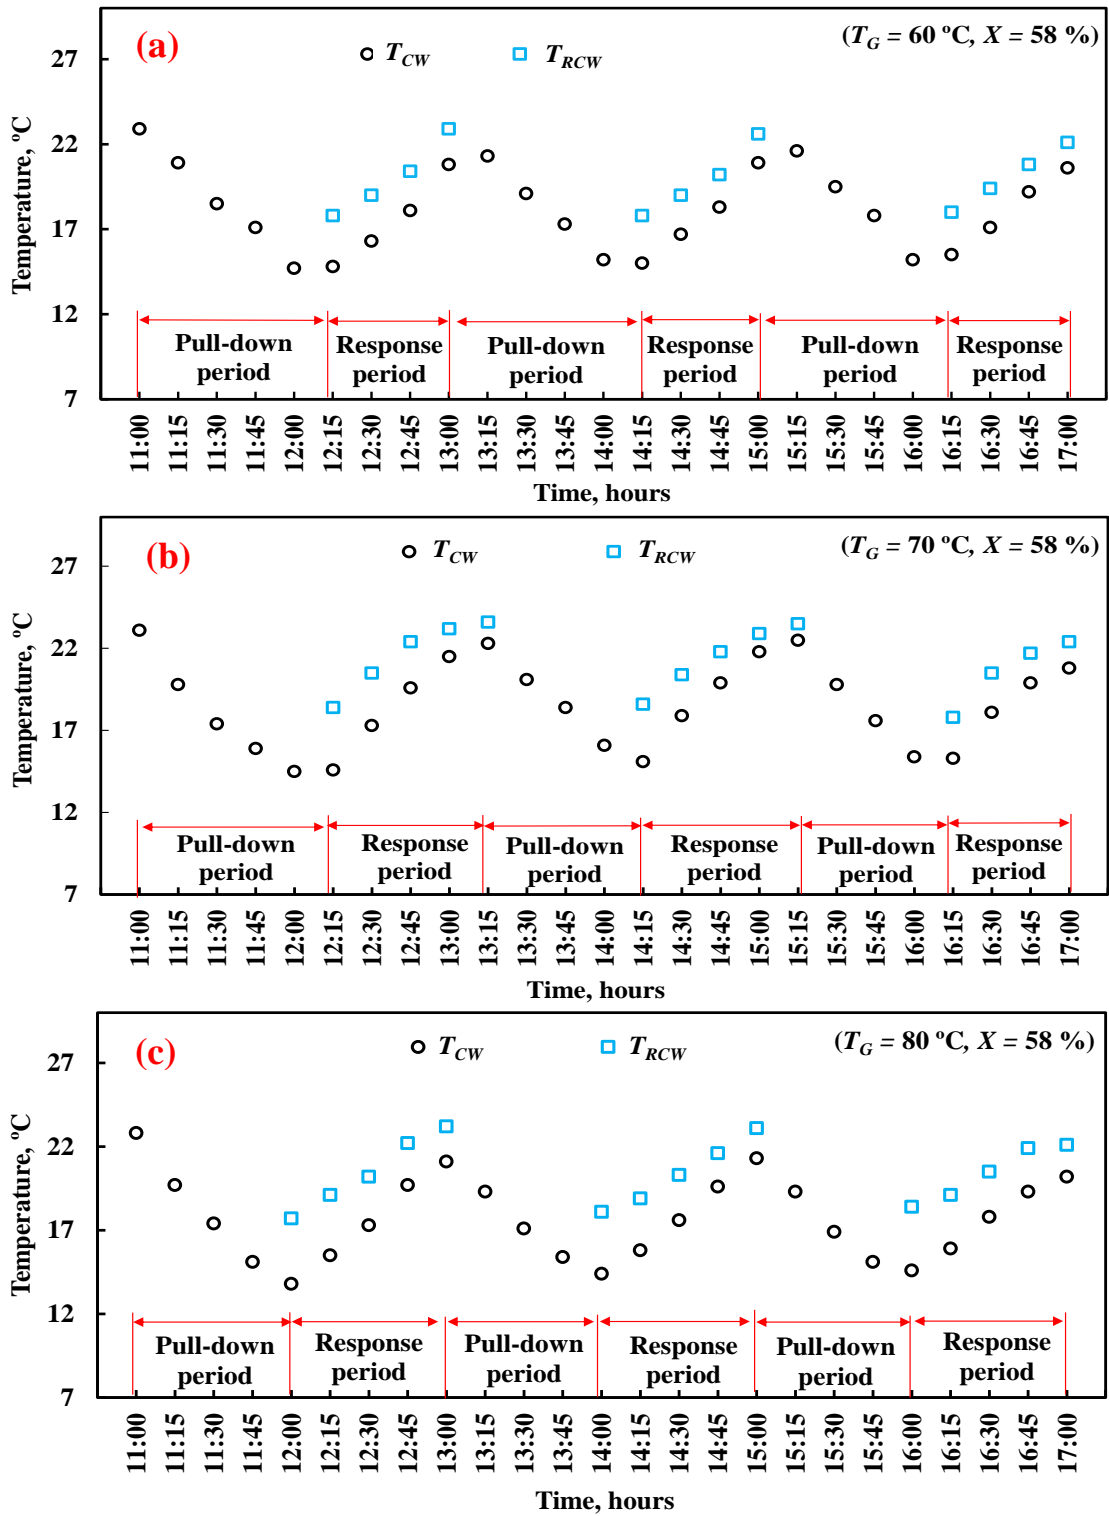 (a)
T_CW
T_RCW
(T_G = 60 ºC, X = 58 %)
Temperature, ºC
27
22
17
12
7
Pull-down period
Response period
Pull-down period
Response period
Pull-down period
Response period
11:00 11:15 11:30 11:45 12:00 12:15 12:30 12:45 13:00 13:15 13:30 13:45 14:00 14:15 14:30 14:45 15:00 15:15 15:30 15:45 16:00 16:15 16:30 16:45 17:00
Time, hours
(b)
T_CW
T_RCW
(T_G = 70 ºC, X = 58 %)
Temperature, ºC
27
22
17
12
7
Pull-down period
Response period
Pull-down period
Response period
Pull-down period
Response period
11:00 11:15 11:30 11:45 12:00 12:15 12:30 12:45 13:00 13:15 13:30 13:45 14:00 14:15 14:30 14:45 15:00 15:15 15:30 15:45 16:00 16:15 16:30 16:45 17:00
Time, hours
(c)
T_CW
T_RCW
(T_G = 80 ºC, X = 58 %)
Temperature, ºC
27
22
17
12
7
Pull-down period
Response period
Pull-down period
Response period
Pull-down period
Response period
11:00 11:15 11:30 11:45 12:00 12:15 12:30 12:45 13:00 13:15 13:30 13:45 14:00 14:15 14:30 14:45 15:00 15:15 15:30 15:45 16:00 16:15 16:30 16:45 17:00
Time, hours